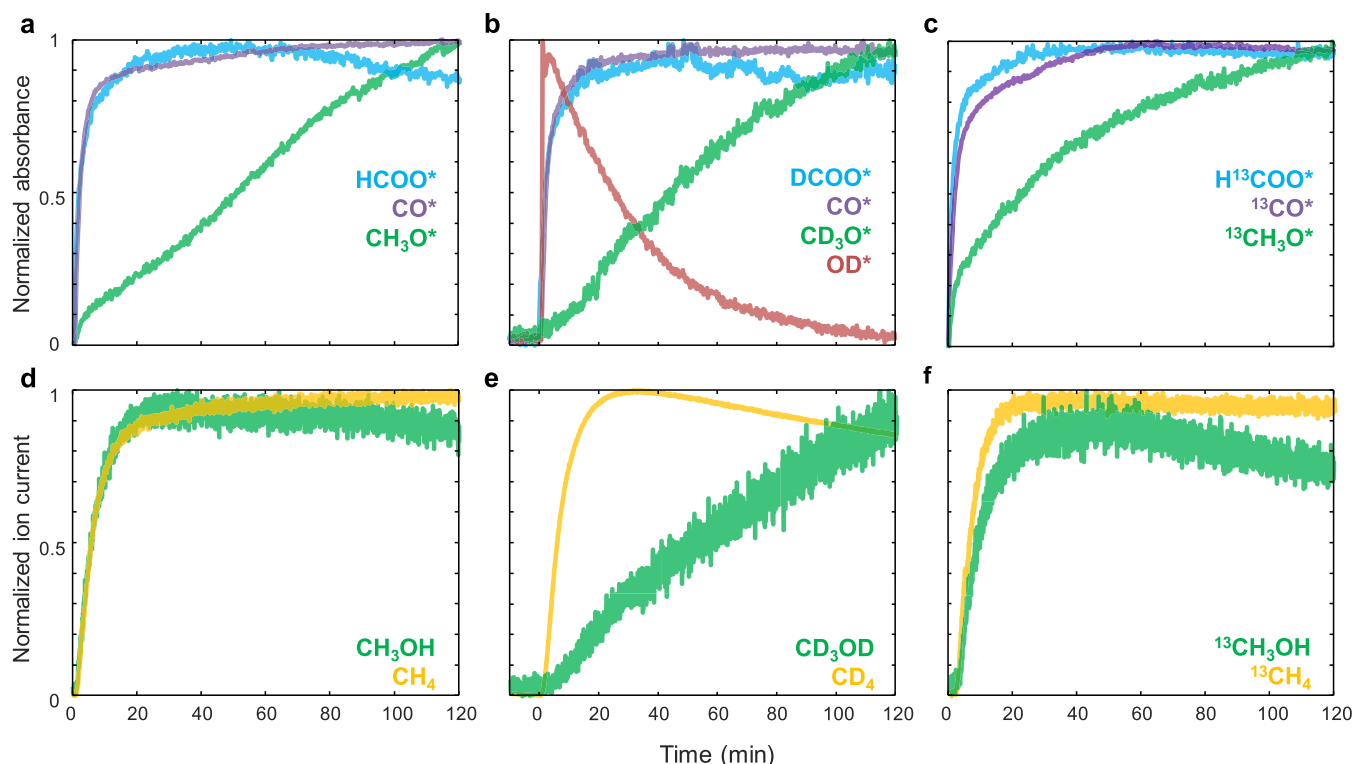 a
b
c
Normalized absorbance
1
0.5
0
HCOO*
CO*
CH₃O*
DCOO*
CO*
CD₃O*
OD*
H¹³COO*
¹³CO*
¹³CH₃O*
d
e
f
Normalized ion current
1
0.5
0
CH₃OH
CH₄
CD₃OD
CD₄
¹³CH₃OH
¹³CH₄
0 20 40 60 80 100 120
0 20 40 60 80 100 120
0 20 40 60 80 100 120
Time (min)